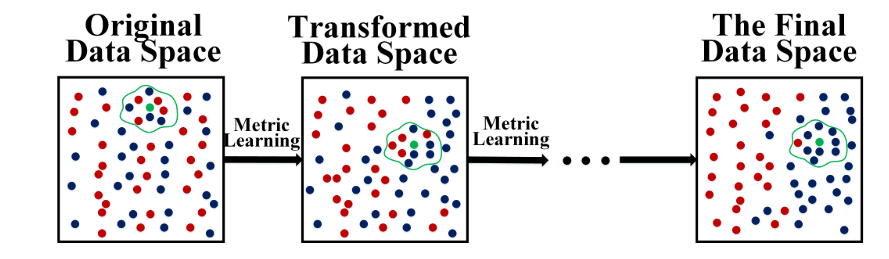 Original
Data Space
Transformed
Data Space
The Final
Data Space
Metric
Learning
Metric
Learning